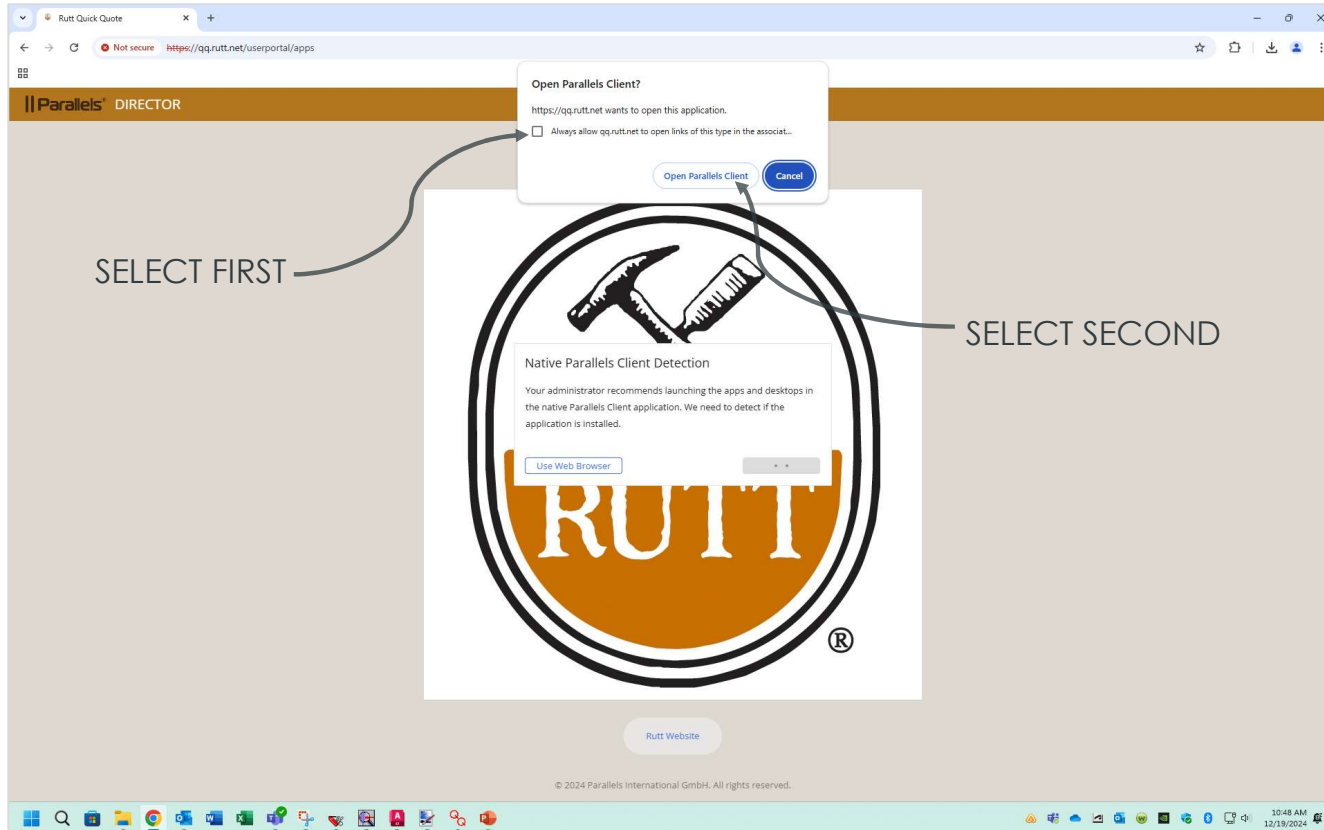 Rutt Quick Quote
Not secure https://qq.rutt.net/userportal/apps
Parallels® DIRECTOR
Open Parallels Client?
https://qq.rutt.net wants to open this application.
Always allow qq.rutt.net to open links of this type in the associat...
Open Parallels Client Cancel
SELECT FIRST
SELECT SECOND
Native Parallels Client Detection
Your administrator recommends launching the apps and desktops in
the native Parallels Client application. We need to detect if the
application is installed.
Use Web Browser
RUTT
®
Rutt Website
© 2024 Parallels International GmbH. All rights reserved.
10:48 AM
12/19/2024